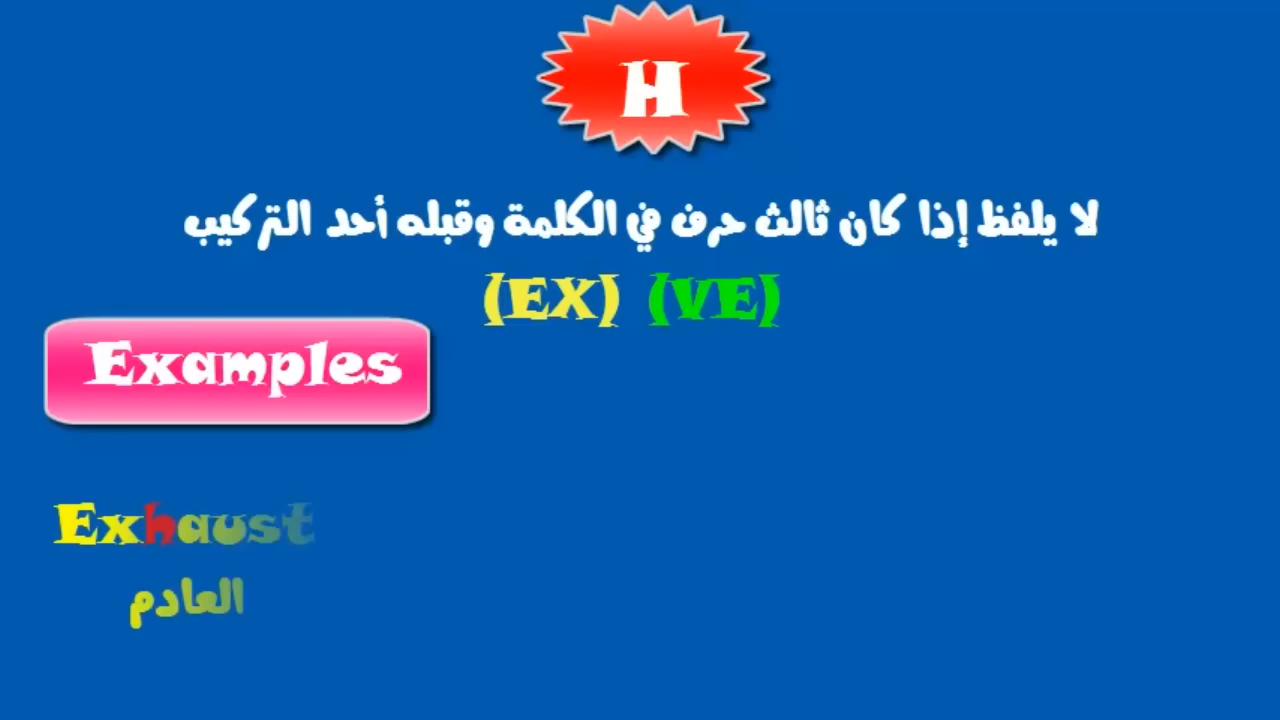 H
لا يلفظ إذا كان ثالث حرف في الكلمة وقبله أحد التركيب
(EX) (VE)
Examples
Exhaust
العادم